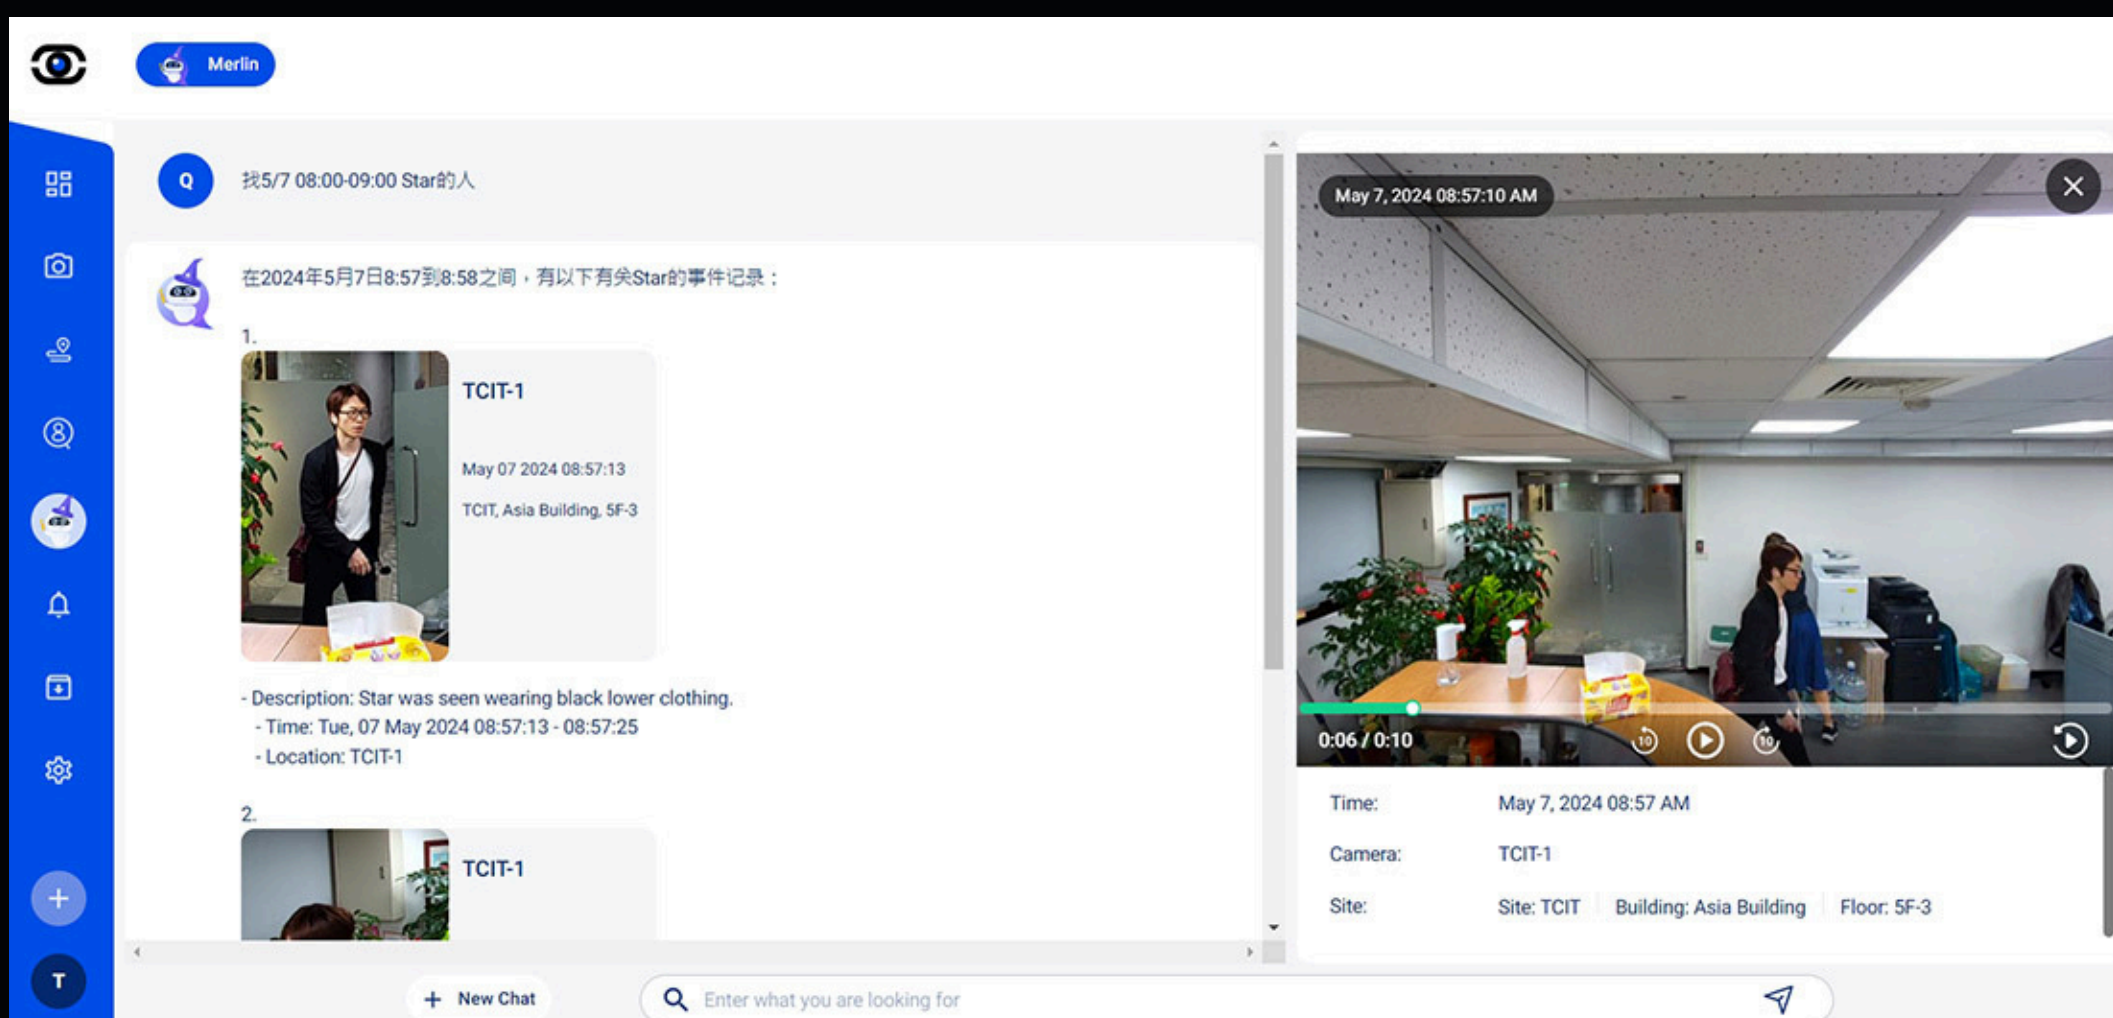 Merlin
Q
找5/7 08:00-09:00 Star的人
在2024年5月7日8:57到8:58之间，有以下有关Star的事件记录：
1.
TCIT-1
May 07 2024 08:57:13
TCIT, Asia Building, 5F-3
- Description: Star was seen wearing black lower clothing.
- Time: Tue, 07 May 2024 08:57:13 - 08:57:25
- Location: TCIT-1
2.
TCIT-1
T
+ New Chat
Enter what you are looking for
May 7, 2024 08:57:10 AM
0:06 / 0:10
10
10
Time: May 7, 2024 08:57 AM
Camera: TCIT-1
Site: Site: TCIT Building: Asia Building Floor: 5F-3